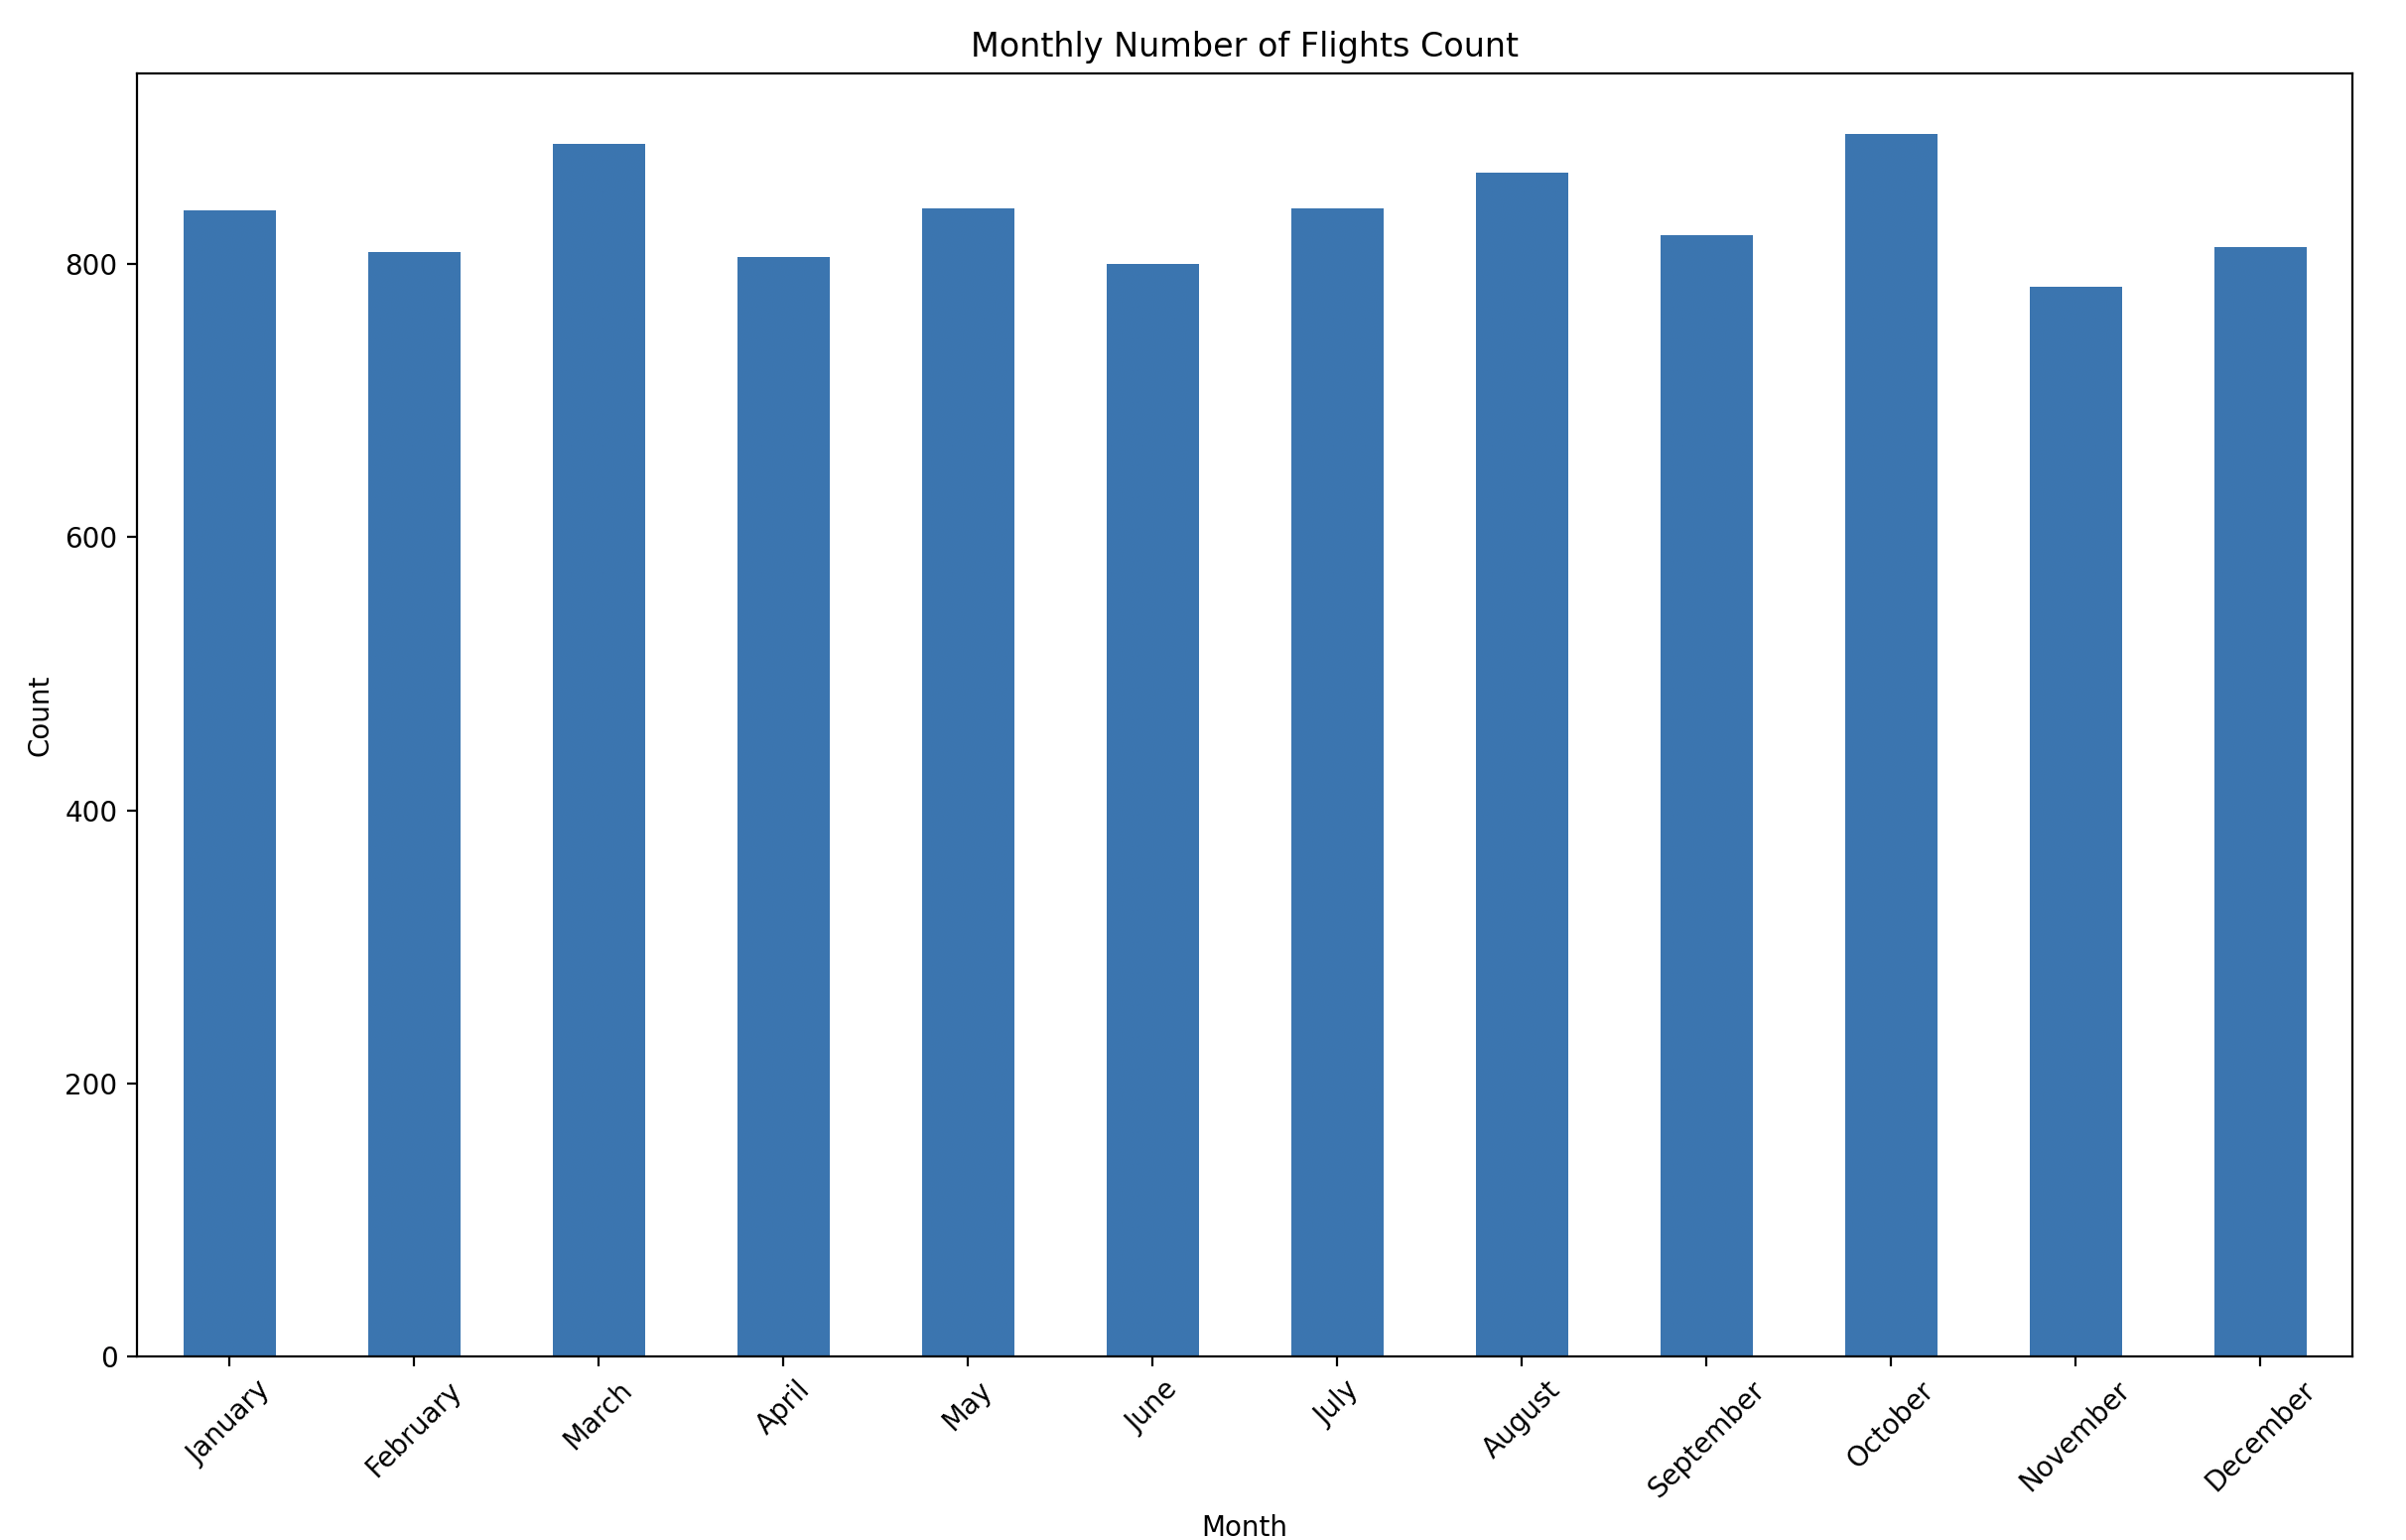 Monthly Number of Flights Count
Count
800
600
400
200
0
January
February
March
April
May
June
July
August
September
October
November
December
Month